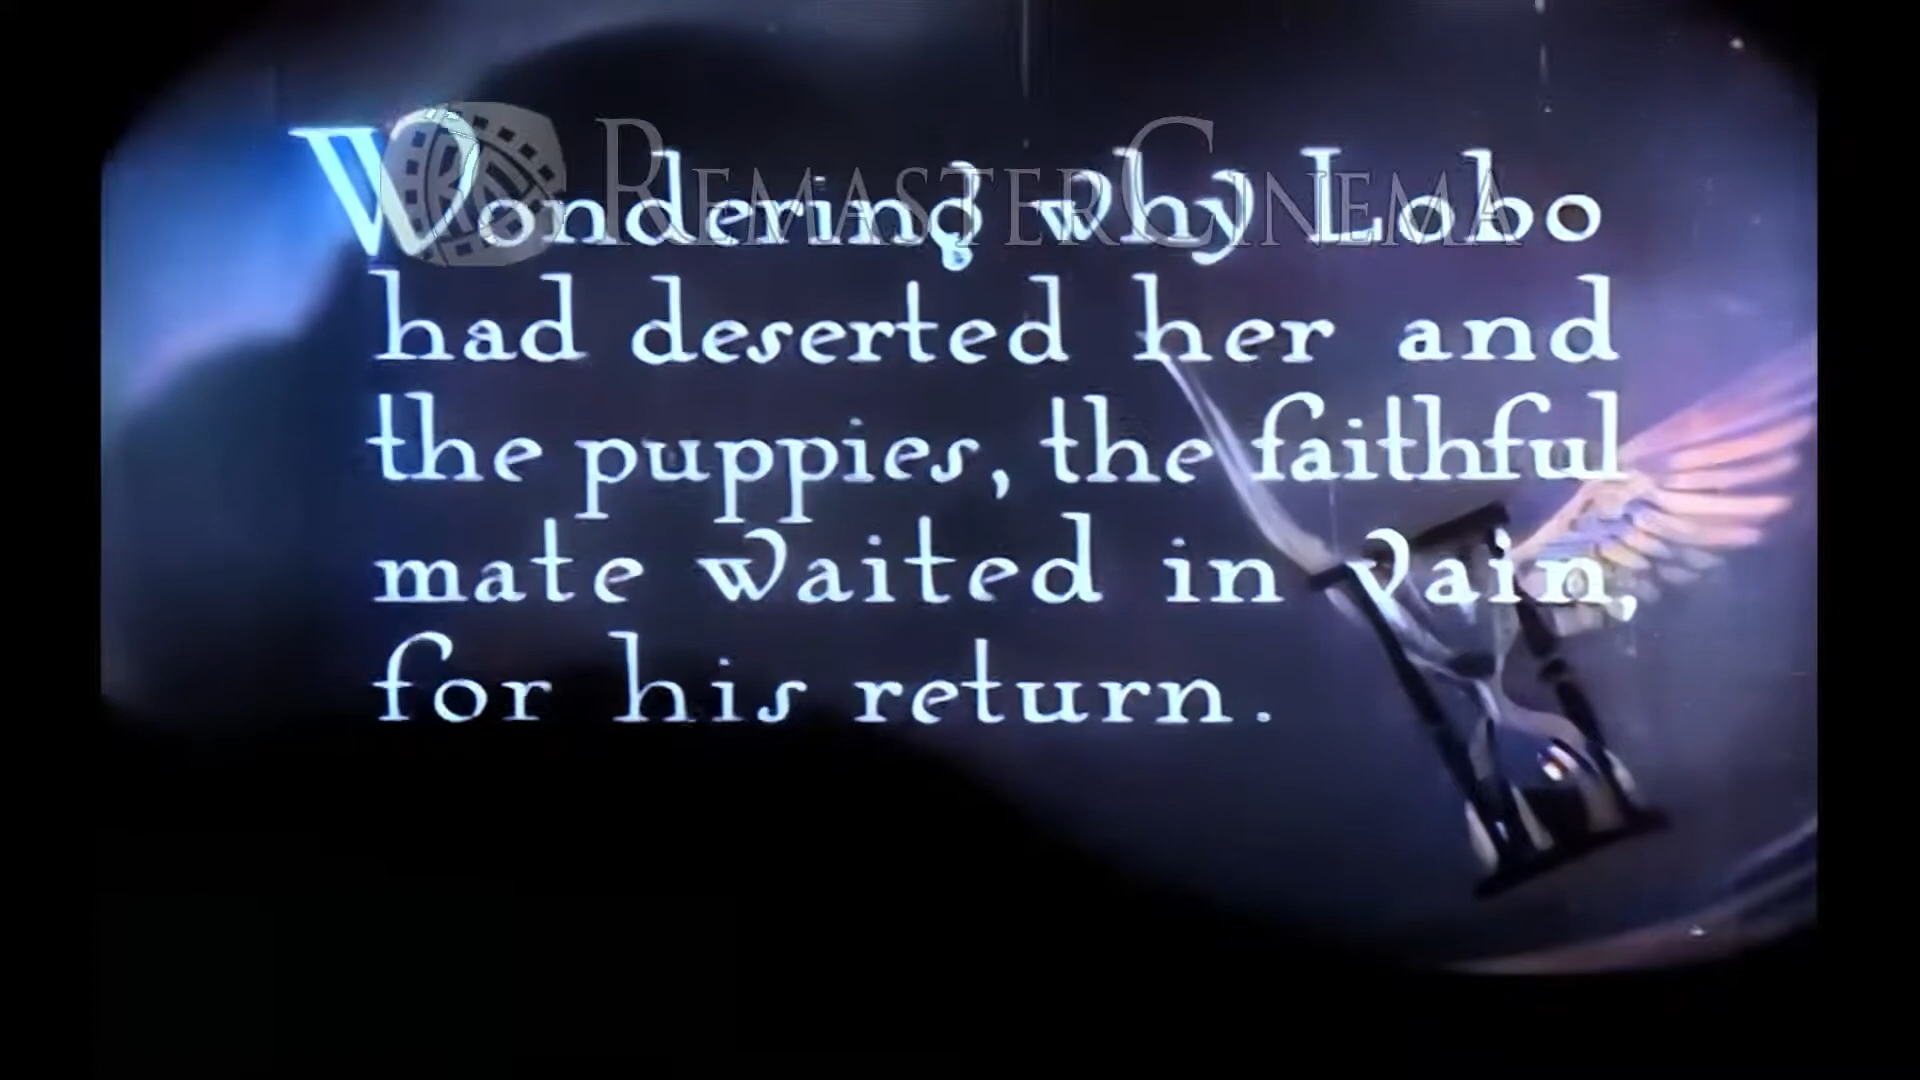 REMASTERCINEMA
Wondering why Lobo
had deserted her and
the puppies, the faithful
mate waited in vain,
for his return.